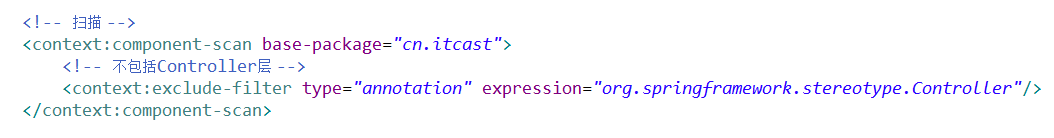 <!-- 扫描 -->
<context:component-scan base-package="cn.itcast">
<!-- 不包括Controller层 -->
<context:exclude-filter type="annotation" expression="org.springframework.stereotype.Controller"/>
</context:component-scan>